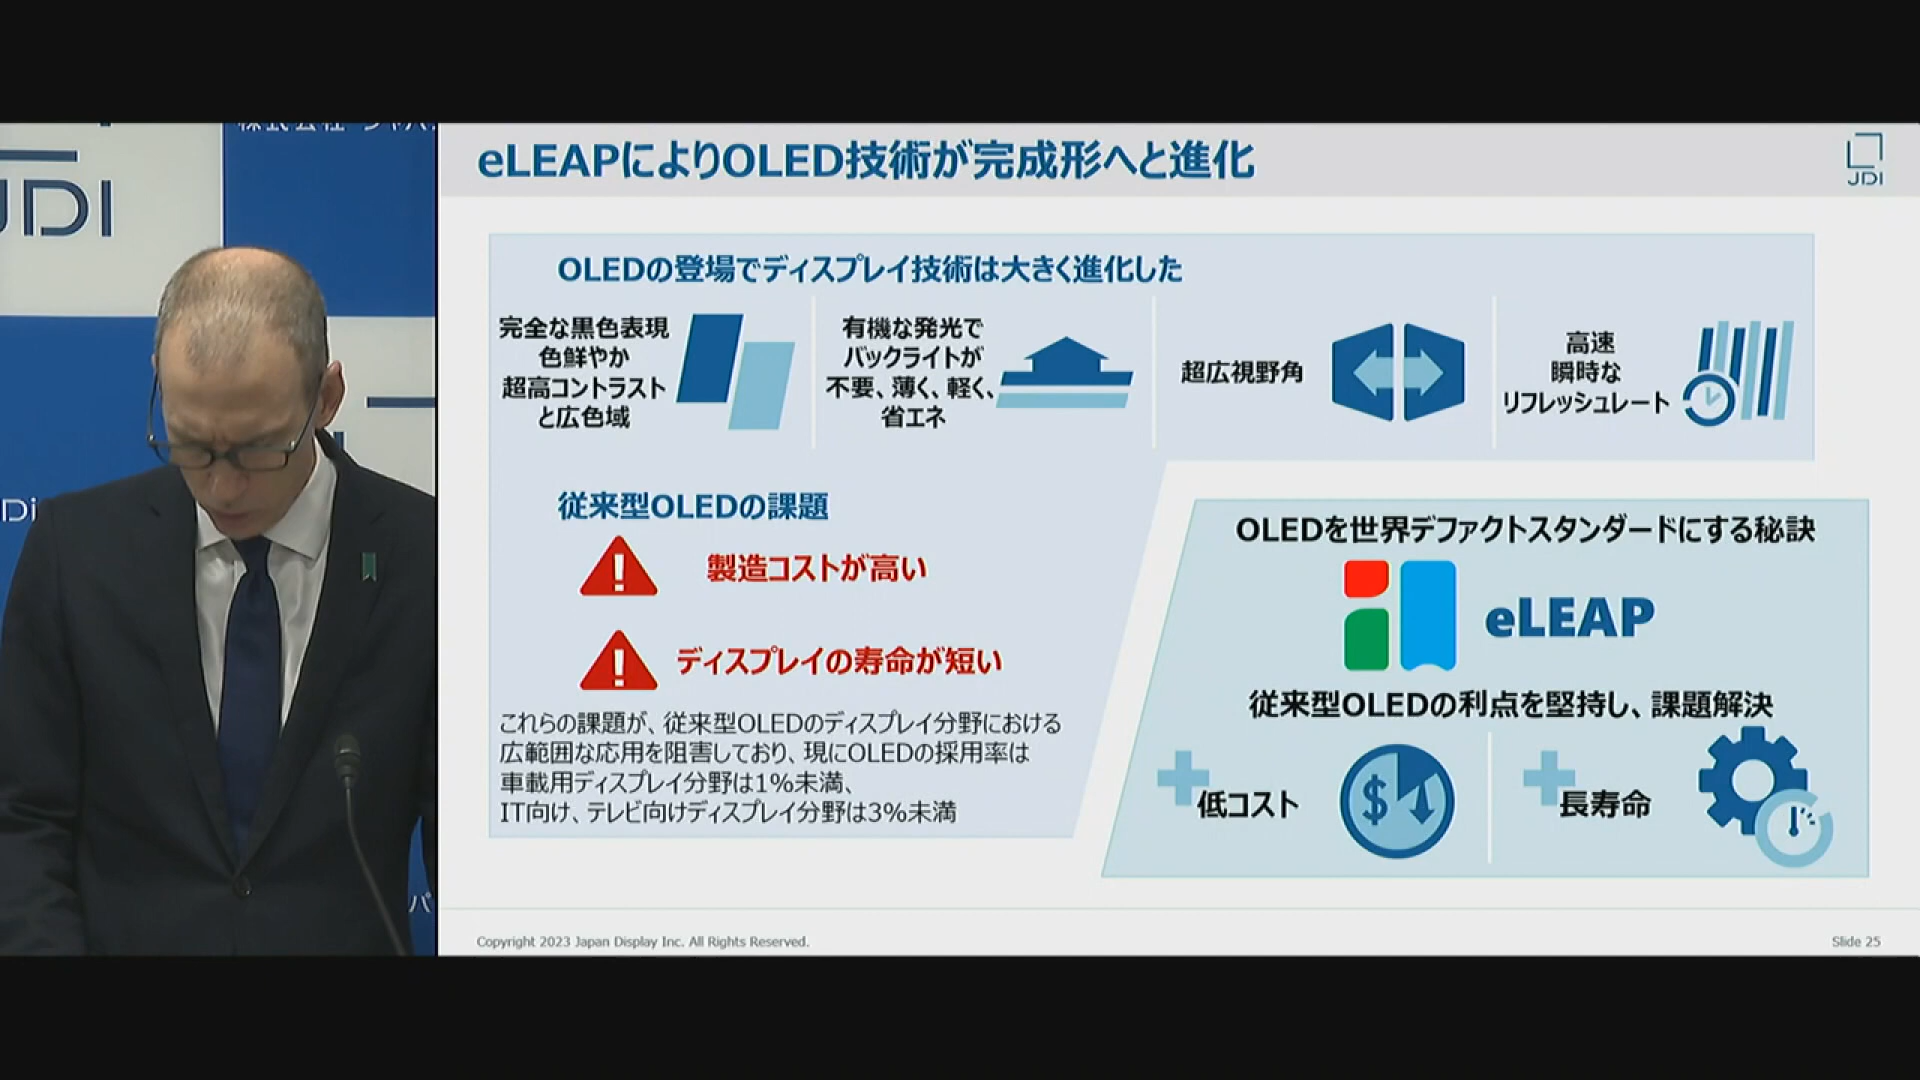 株式会社 ジャパ
JDI
eLEAPによりOLED技術が完成形へと進化
JDI
OLEDの登場でディスプレイ技術は大きく進化した
完全な黒色表現
色鮮やか
超高コントラスト
と広色域
有機な発光で
バックライトが
不要、薄く、軽く、
省エネ
超広視野角
高速
瞬時な
リフレッシュレート
従来型OLEDの課題
製造コストが高い
ディスプレイの寿命が短い
これらの課題が、従来型OLEDのディスプレイ分野における
広範囲な応用を阻害しており、現にOLEDの採用率は
車載用ディスプレイ分野は1%未満、
IT向け、テレビ向けディスプレイ分野は3%未満
OLEDを世界デファクトスタンダードにする秘訣
eLEAP
従来型OLEDの利点を堅持し、課題解決
低コスト
$
長寿命
Copyright 2023 Japan Display Inc. All Rights Reserved.
Slide 25